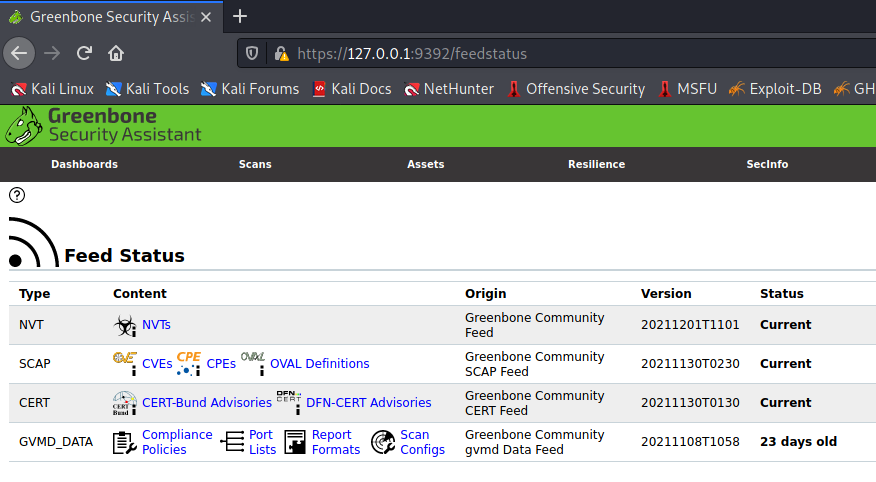 Greenbone Security Assis
https://127.0.0.1:9392/feedstatus
Kali Linux Kali Tools Kali Forums Kali Docs NetHunter Offensive Security MSFU Exploit-DB GH
Greenbone
Security Assistant
Dashboards Scans Assets Resilience SecInfo
Feed Status
Type Content Origin Version Status
NVT NVTs Greenbone Community Feed 20211201T1101 Current
SCAP CVE CVEs CPE CPEs OVAL OVAL Definitions Greenbone Community SCAP Feed 20211130T0230 Current
CERT CERT Bund CERT-Bund Advisories DFN CERT DFN-CERT Advisories Greenbone Community CERT Feed 20211130T0130 Current
GVMD_DATA Compliance Policies Port Lists Report Formats Scan Configs Greenbone Community gvmd Data Feed 20211108T1058 23 days old